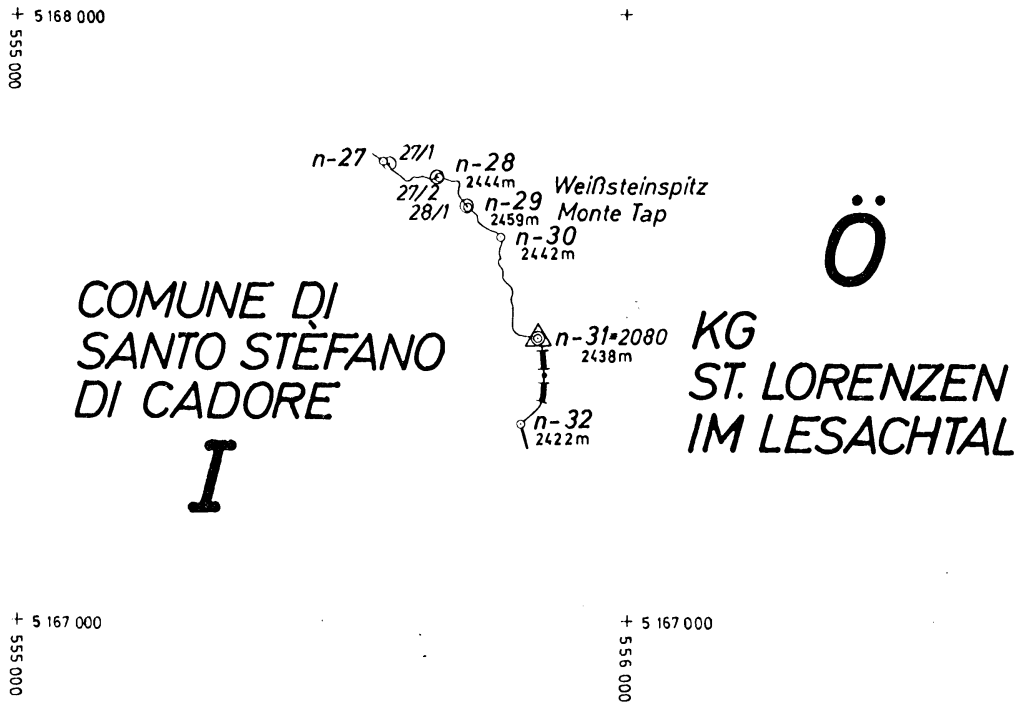 5 168 000
555 000
n-27
27/1
n-28
2444m
27/2
28/1
n-29
2459m
Weißsteinspitz
Monte Tap
n-30
2442m
Ö
COMUNE DI
SANTO STÈFANO
DI CADORE
I
n-31=2080
2438m
KG
ST. LORENZEN
IM LESACHTAL
n-32
2422m
5 167 000
555 000
5 167 000
556 000